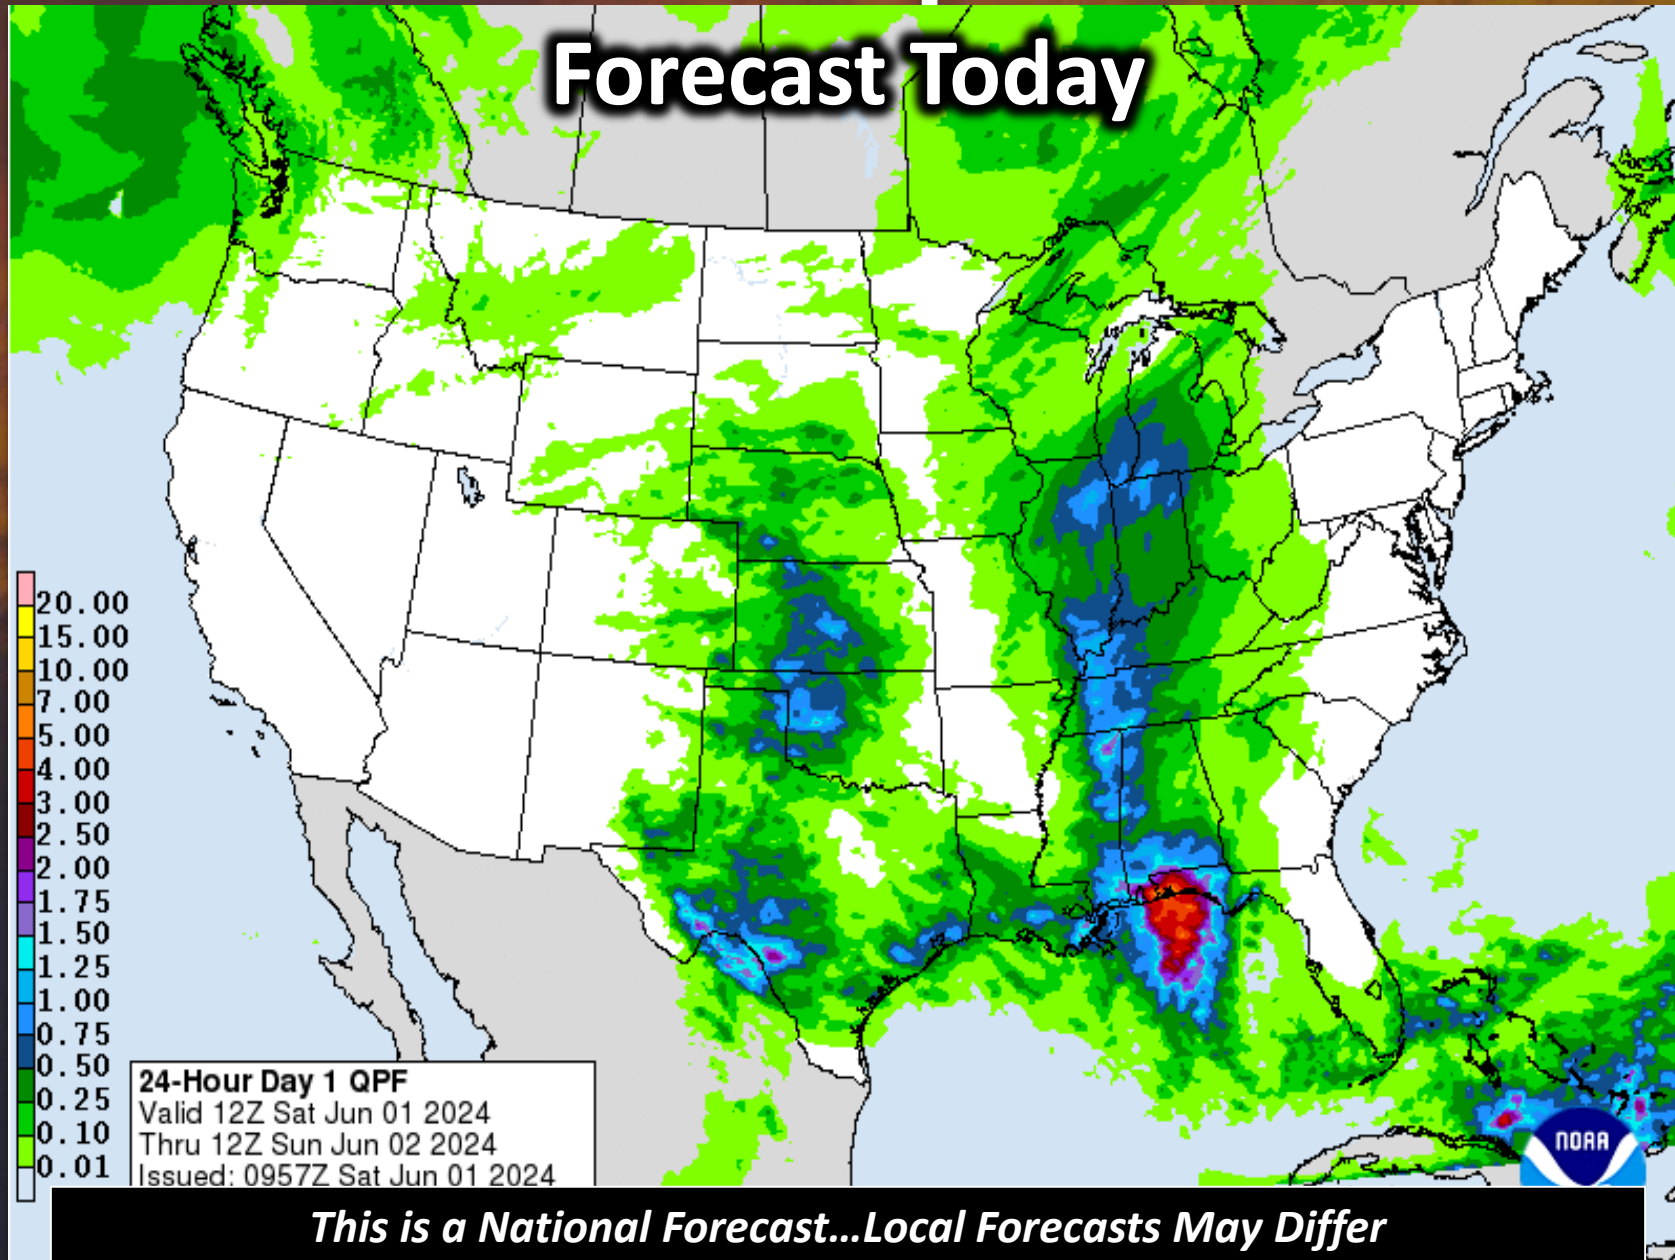 Forecast Today
20.00
15.00
10.00
7.00
5.00
4.00
3.00
2.50
2.00
1.75
1.50
1.25
1.00
0.75
0.50
0.25
0.10
0.01
24-Hour Day 1 QPF
Valid 12Z Sat Jun 01 2024
Thru 12Z Sun Jun 02 2024
Issued: 0957Z Sat Jun 01 2024
NOAA
This is a National Forecast...Local Forecasts May Differ